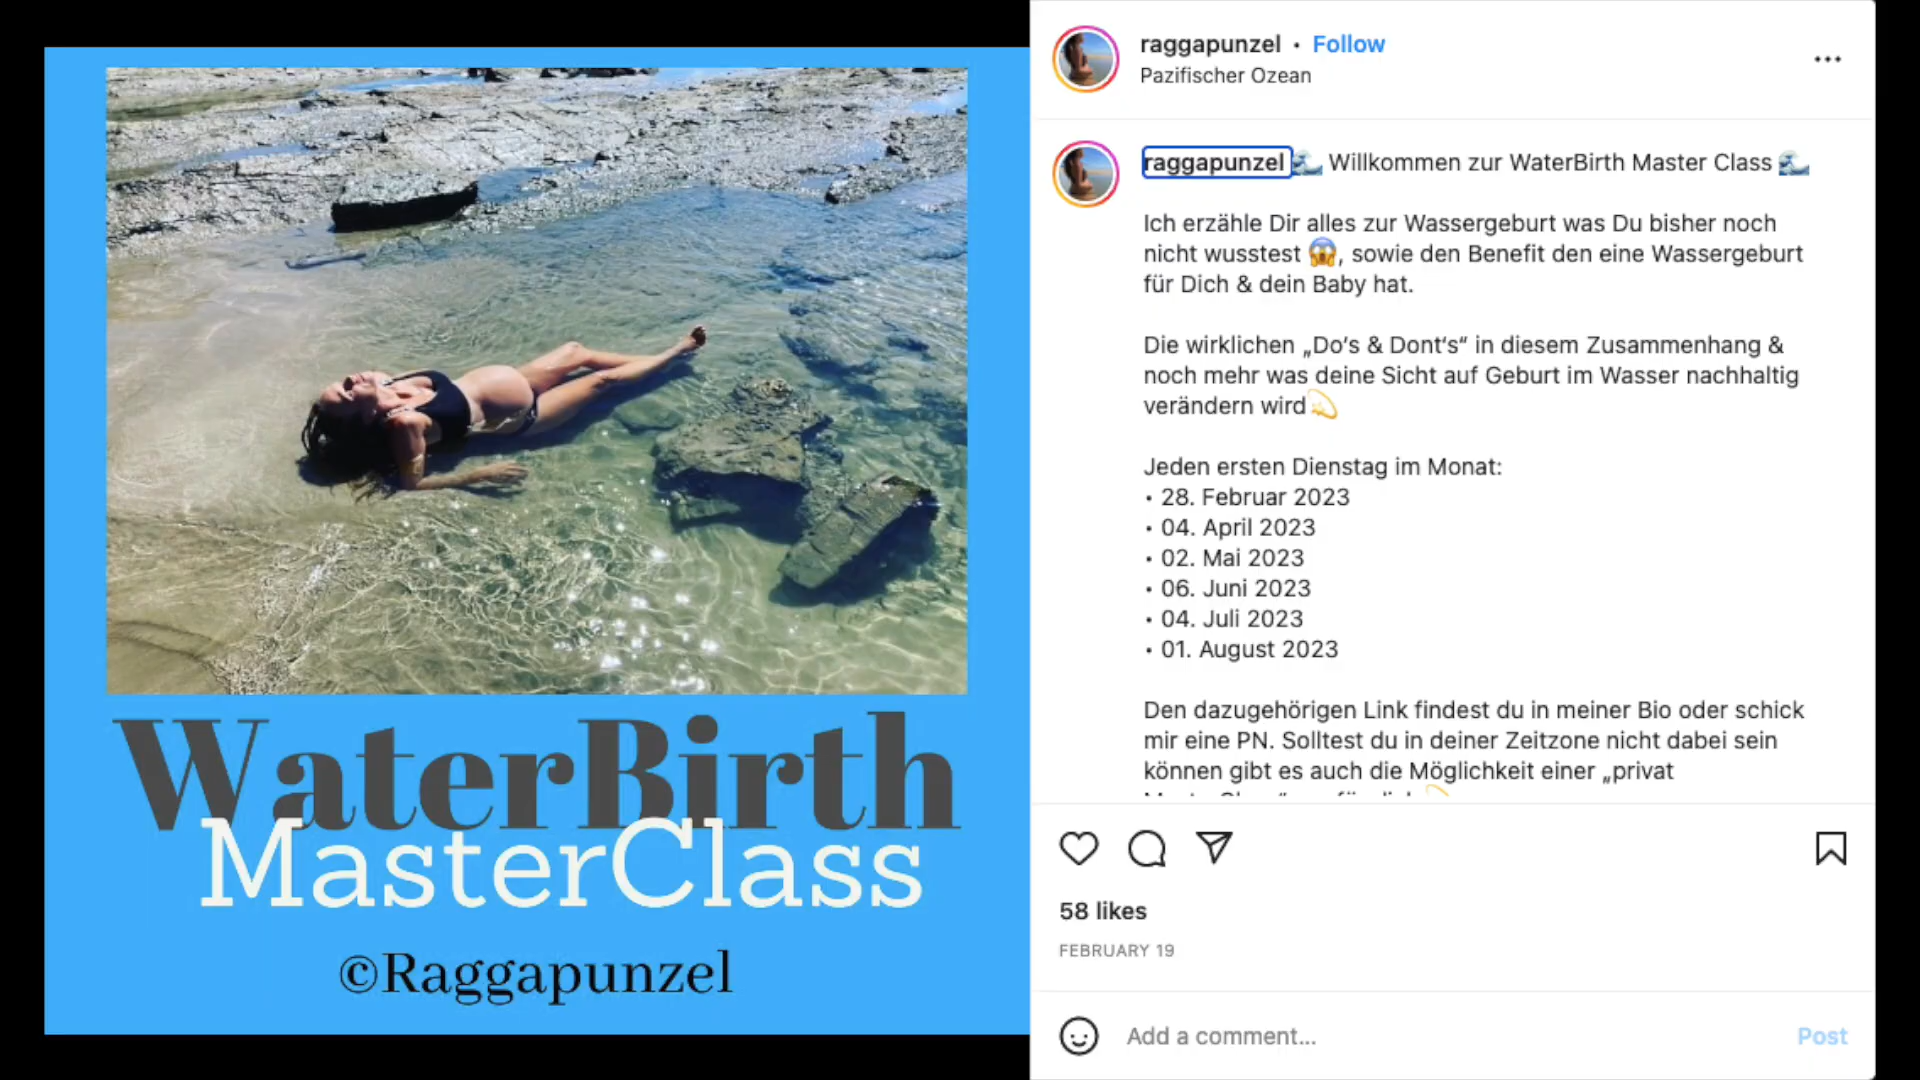 WaterBirth
MasterClass
©Raggapunzel
raggapunzel • Follow
Pazifischer Ozean
raggapunzel🌊 Willkommen zur WaterBirth Master Class 🌊
Ich erzähle Dir alles zur Wassergeburt was Du bisher noch
nicht wusstest 😱, sowie den Benefit den eine Wassergeburt
für Dich & dein Baby hat.
Die wirklichen „Do‘s & Dont‘s“ in diesem Zusammenhang &
noch mehr was deine Sicht auf Geburt im Wasser nachhaltig
verändern wird💫
Jeden ersten Dienstag im Monat:
• 28. Februar 2023
• 04. April 2023
• 02. Mai 2023
• 06. Juni 2023
• 04. Juli 2023
• 01. August 2023
Den dazugehörigen Link findest du in meiner Bio oder schick
mir eine PN. Solltest du in deiner Zeitzone nicht dabei sein
können gibt es auch die Möglichkeit einer „privat
58 likes
FEBRUARY 19
Add a comment...
Post